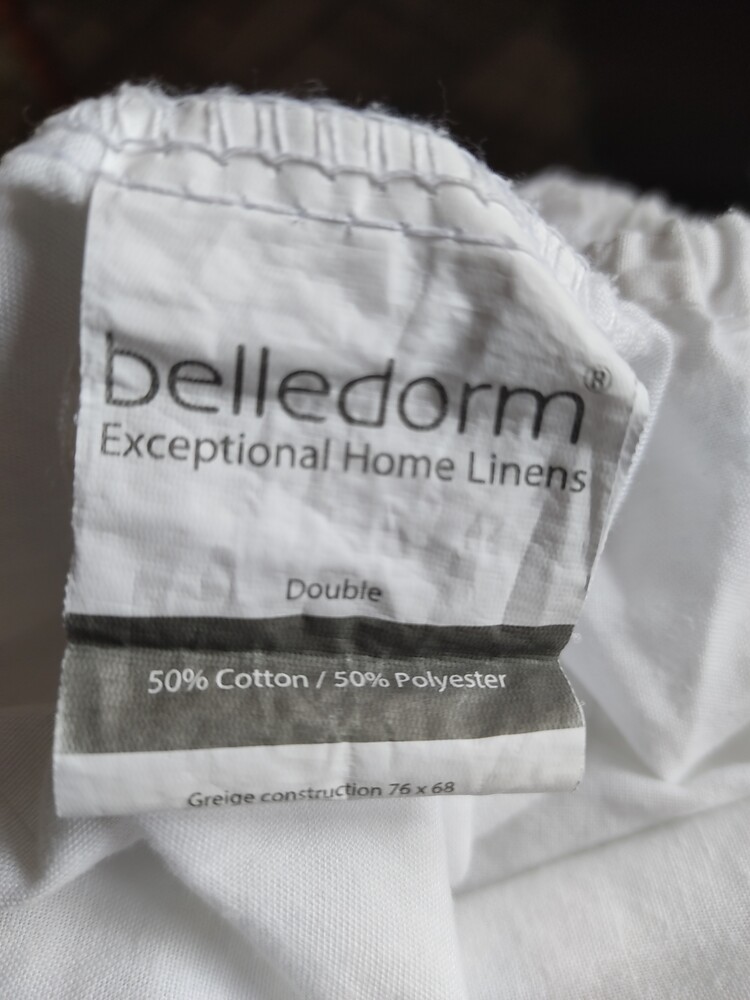 belledorm®
Exceptional Home Linens
Double
50% Cotton / 50% Polyester
Greige construction 76 x 68